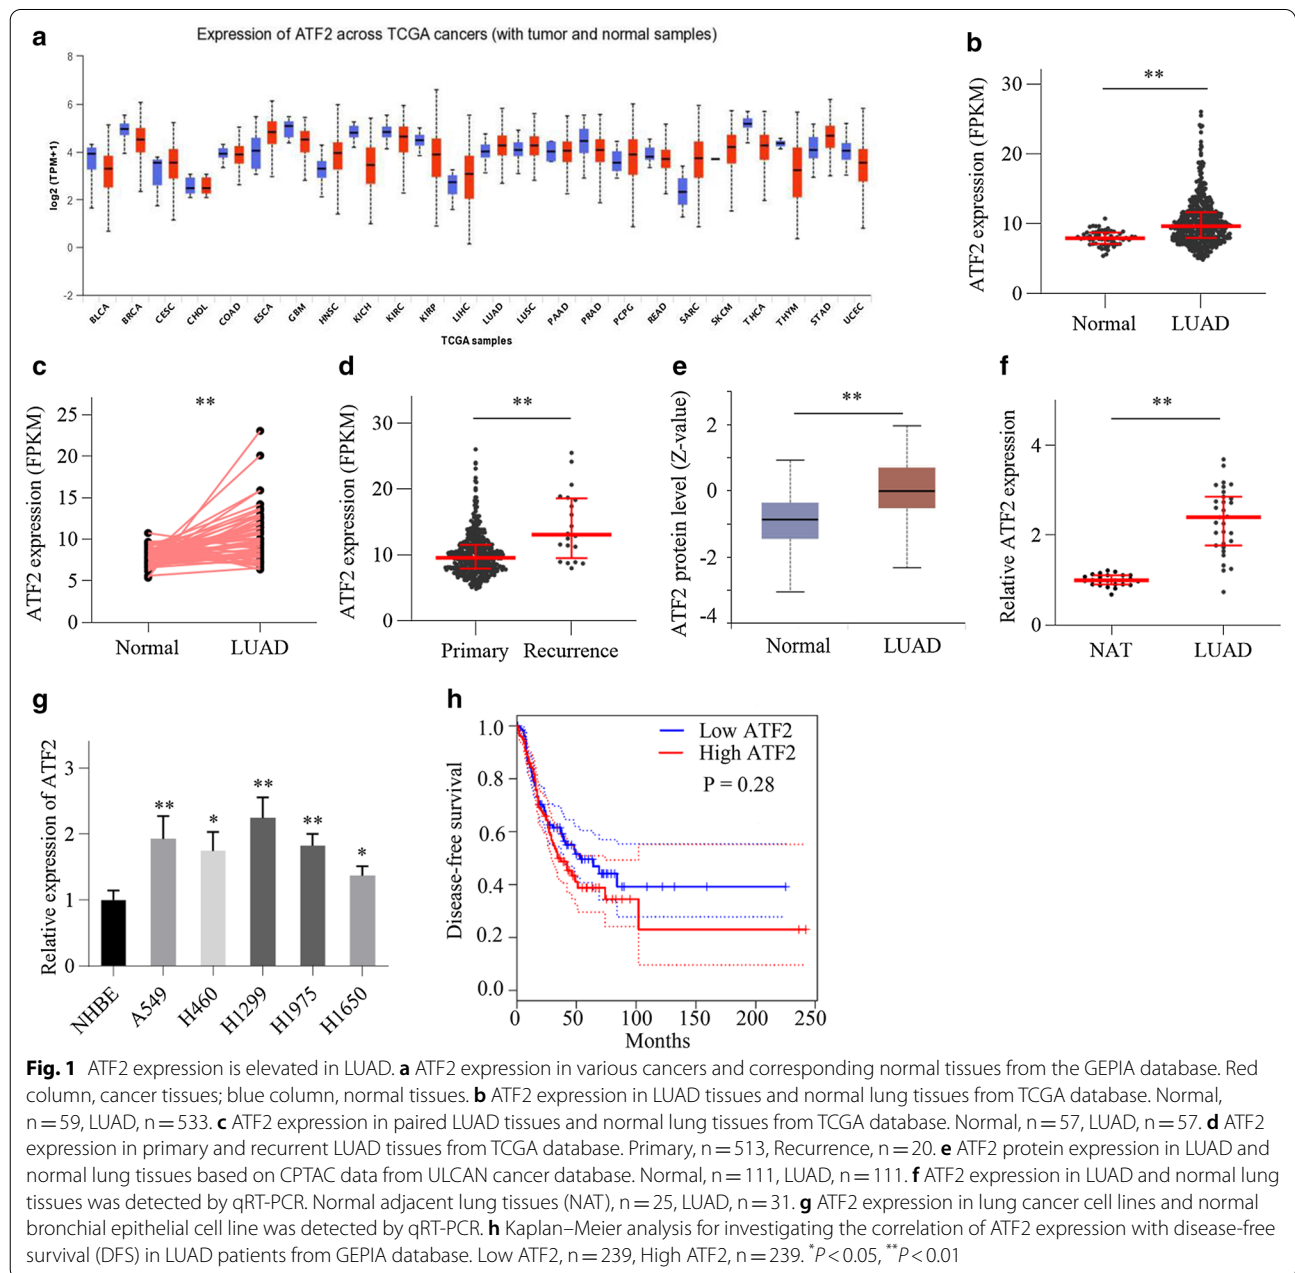 a
Expression of ATF2 across TCGA cancers (with tumor and normal samples)
log2 (TPM+1)
8
6
4
2
0
-2
BLCA
BRCA
CESC
CHOL
COAD
ESCA
GBM
HNSC
KICH
KIRC
KIRP
LIHC
LUAD
LUSC
PAAD
PRAD
PCPG
READ
SARC
SKCM
THCA
THYM
STAD
UCEC
TCGA samples
b
ATF2 expression (FPKM)
30
20
10
0
**
Normal LUAD
c
ATF2 expression (FPKM)
25
20
15
10
5
0
**
Normal LUAD
d
ATF2 expression (FPKM)
30
20
10
0
**
Primary Recurrence
e
ATF2 protein level (Z-value)
2
0
-2
-4
**
Normal LUAD
f
Relative ATF2 expression
4
2
0
**
NAT LUAD
g
Relative expression of ATF2
3
2
1
0
**
*
**
**
*
NHBE
A549
H460
H1299
H1975
H1650
h
Disease-free survival
1.0
0.8
0.6
0.4
0.2
0.0
Low ATF2
High ATF2
P = 0.28
0 50 100 150 200 250
Months
Fig. 1 ATF2 expression is elevated in LUAD. a ATF2 expression in various cancers and corresponding normal tissues from the GEPIA database. Red
column, cancer tissues; blue column, normal tissues. b ATF2 expression in LUAD tissues and normal lung tissues from TCGA database. Normal,
n = 59, LUAD, n = 533. c ATF2 expression in paired LUAD tissues and normal lung tissues from TCGA database. Normal, n = 57, LUAD, n = 57. d ATF2
expression in primary and recurrent LUAD tissues from TCGA database. Primary, n = 513, Recurrence, n = 20. e ATF2 protein expression in LUAD and
normal lung tissues based on CPTAC data from ULCAN cancer database. Normal, n = 111, LUAD, n = 111. f ATF2 expression in LUAD and normal lung
tissues was detected by qRT-PCR. Normal adjacent lung tissues (NAT), n = 25, LUAD, n = 31. g ATF2 expression in lung cancer cell lines and normal
bronchial epithelial cell line was detected by qRT-PCR. h Kaplan–Meier analysis for investigating the correlation of ATF2 expression with disease-free
survival (DFS) in LUAD patients from GEPIA database. Low ATF2, n = 239, High ATF2, n = 239. *P < 0.05, **P < 0.01